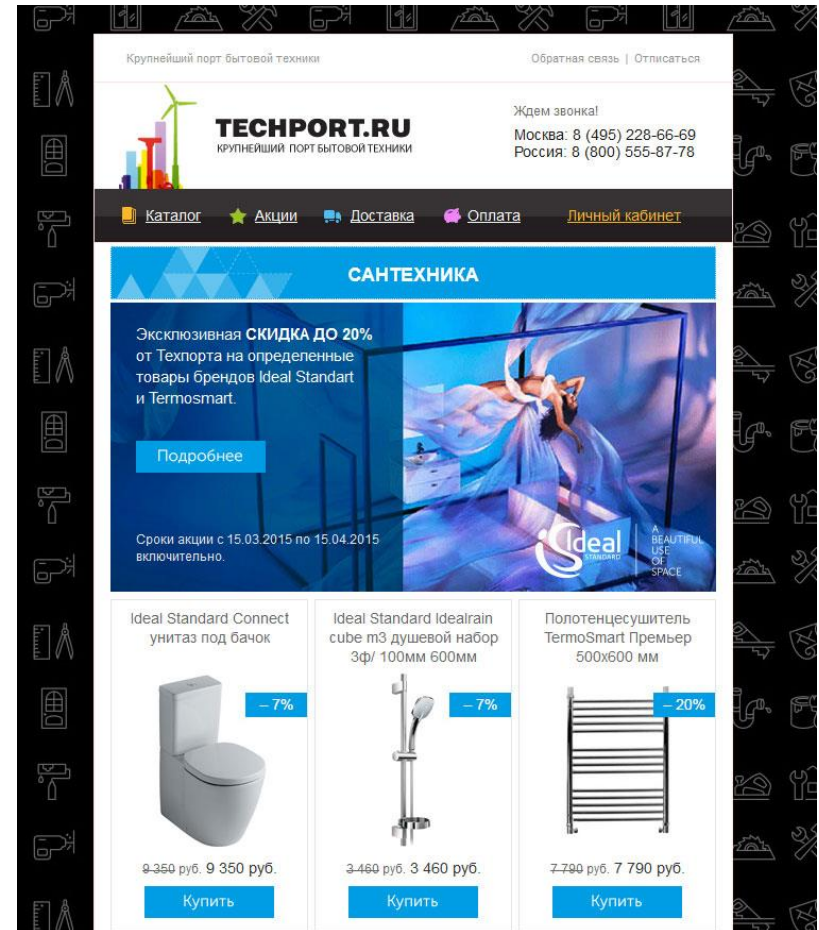 Крупнейший порт бытовой техники
Обратная связь | Отписаться
TECHPORT.RU
КРУПНЕЙШИЙ ПОРТ БЫТОВОЙ ТЕХНИКИ
Ждем звонка!
Москва: 8 (495) 228-66-69
Россия: 8 (800) 555-87-78
Каталог Акции Доставка Оплата Личный кабинет
САНТЕХНИКА
Эксклюзивная СКИДКА ДО 20%
от Техпорта на определенные
товары брендов Ideal Standart
и Termosmart.
Подробнее
Сроки акции с 15.03.2015 по 15.04.2015
включительно.
Ideal
STANDARD
A
BEAUTIFUL
USE
OF
SPACE
Ideal Standard Connect
унитаз под бачок
– 7%
9 350 руб. 9 350 руб.
Купить
Ideal Standard Idealrain
cube m3 душевой набор
3ф/ 100мм 600мм
– 7%
3 460 руб. 3 460 руб.
Купить
Полотенцесушитель
TermoSmart Премьер
500х600 мм
– 20%
7 790 руб. 7 790 руб.
Купить